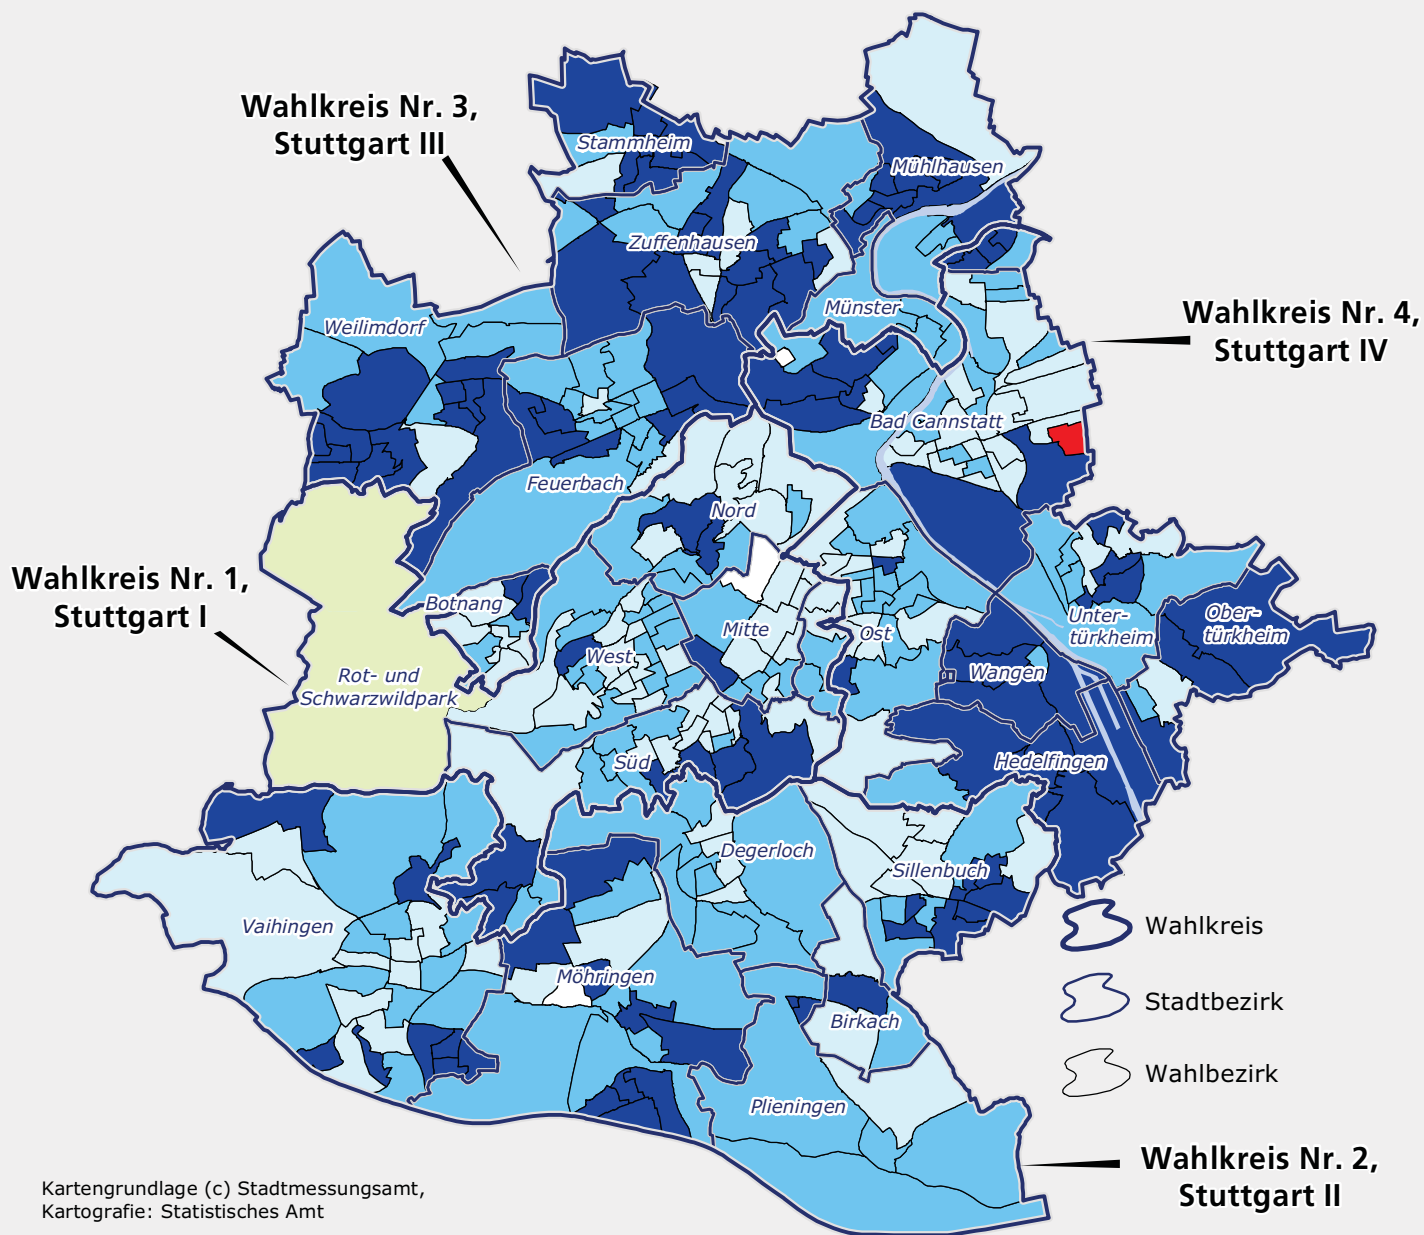 Wahlkreis Nr. 3,
Stuttgart III
Stammheim
Mühlhausen
Zuffenhausen
Weilimdorf
Münster
Wahlkreis Nr. 4,
Stuttgart IV
Bad Cannstatt
Feuerbach
Nord
Wahlkreis Nr. 1,
Stuttgart I
Botnang
Mitte
Ost
Unter-
türkheim
Ober-
türkheim
West
Wangen
Rot- und
Schwarzwildpark
Süd
Hedelfingen
Degerloch
Sillenbuch
Vaihingen
Möhringen
Birkach
Plieningen
Wahlkreis
Stadtbezirk
Wahlbezirk
Wahlkreis Nr. 2,
Stuttgart II
Kartengrundlage (c) Stadtmessungsamt,
Kartografie: Statistisches Amt